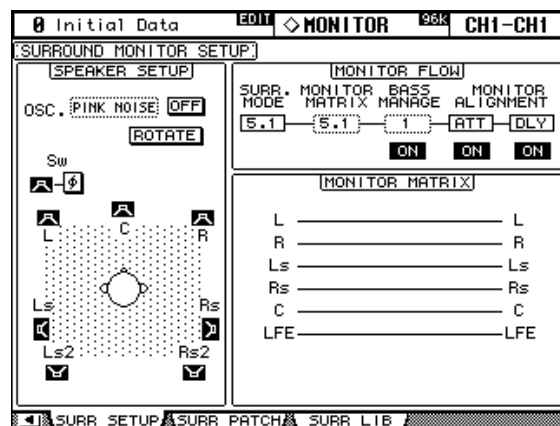 0 Initial Data EDIT ◇MONITOR 96k CH1-CH1
SURROUND MONITOR SETUP
SPEAKER SETUP
OSC. PINK NOISE OFF
ROTATE
Sw
ø
L C R
Ls Rs
Ls2 Rs2
MONITOR FLOW
SURR. MODE MONITOR MATRIX BASS MANAGE MONITOR ALIGNMENT
5.1 5.1 1 ATT DLY
ON ON ON
MONITOR MATRIX
L L
R R
Ls Ls
Rs Rs
C C
LFE LFE
SURR SETUP SURR PATCH SURR LIB